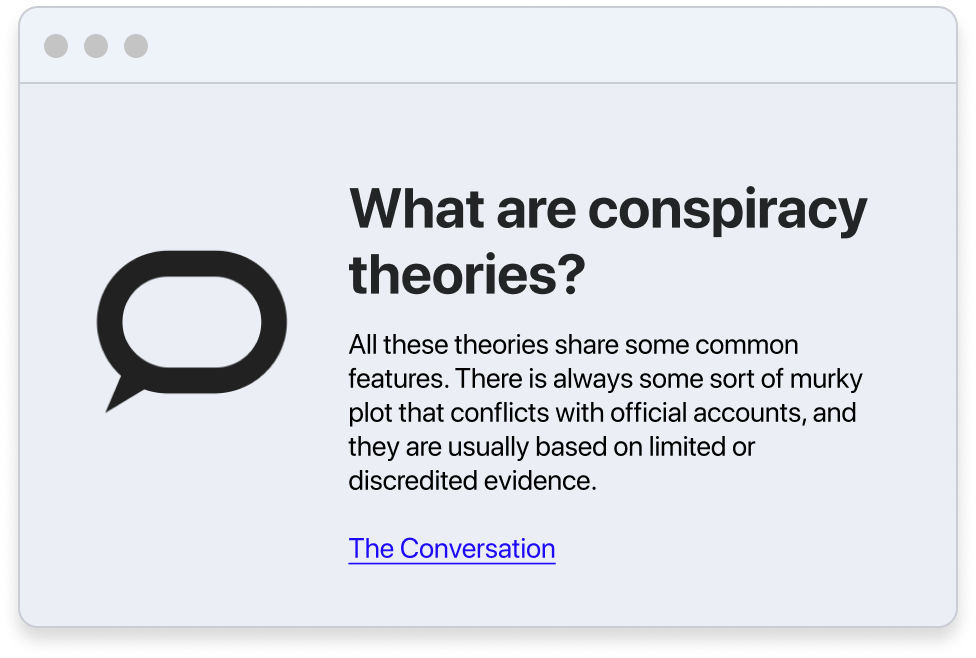 What are conspiracy
theories?
All these theories share some common
features. There is always some sort of murky
plot that conflicts with official accounts, and
they are usually based on limited or
discredited evidence.
The Conversation